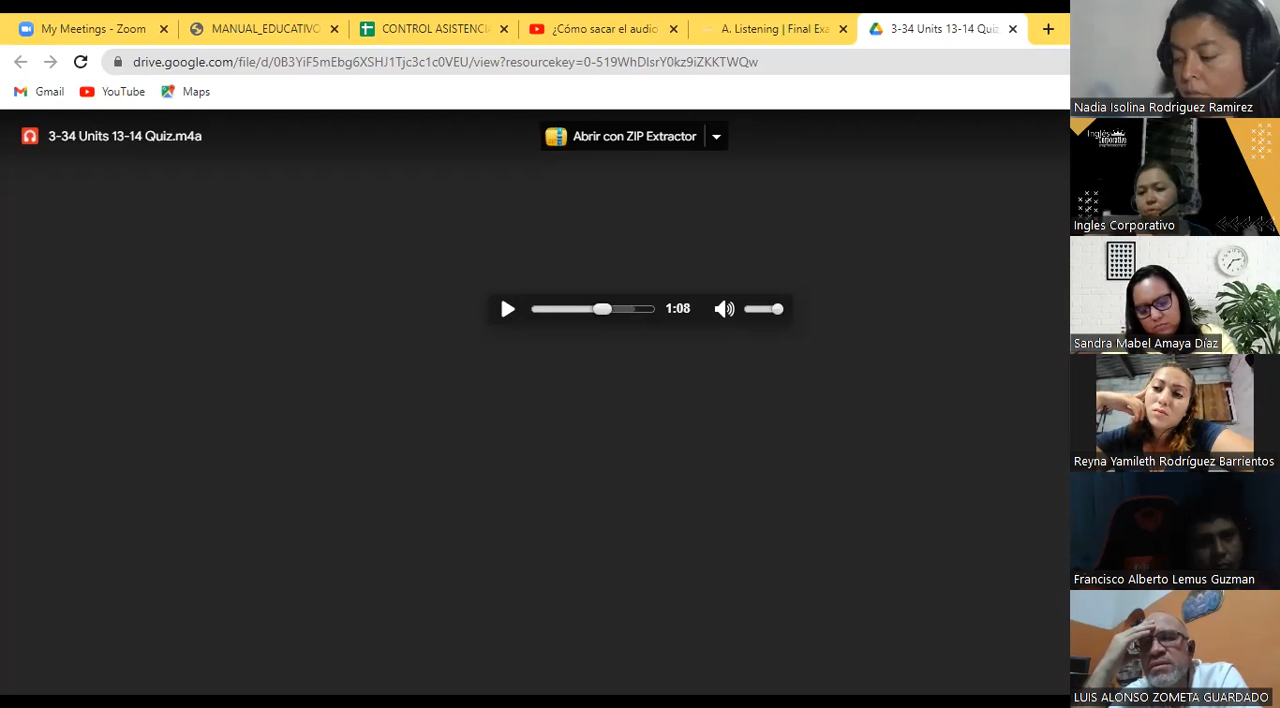 My Meetings - Zoom
MANUAL_EDUCATIVO
CONTROL ASISTENCI
¿Cómo sacar el audio
A. Listening | Final Exa
3-34 Units 13-14 Quiz.
drive.google.com/file/d/0B3YiF5mEbg6XSHJ1Tjc3c1c0VEU/view?resourcekey=0-519WhDlsrY0kz9iZKKTWQw
Gmail
YouTube
Maps
3-34 Units 13-14 Quiz.m4a
Abrir con ZIP Extractor
1:08
Nadia Isolina Rodriguez Ramirez
Inglés
Corporativo
Ingles Corporativo
Sandra Mabel Amaya Díaz
Reyna Yamileth Rodríguez Barrientos
Francisco Alberto Lemus Guzman
LUIS ALONSO ZOMETA GUARDADO